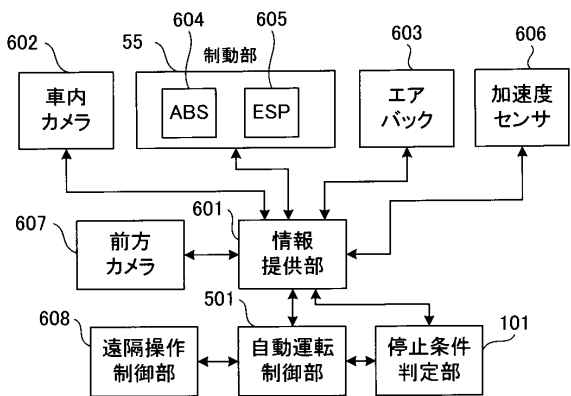 602
55
制動部
604
605
603
606
車内
カメラ
ABS
ESP
エア
バック
加速度
センサ
607
前方
カメラ
601
情報
提供部
608
遠隔操作
制御部
501
自動運転
制御部
停止条件
判定部
101